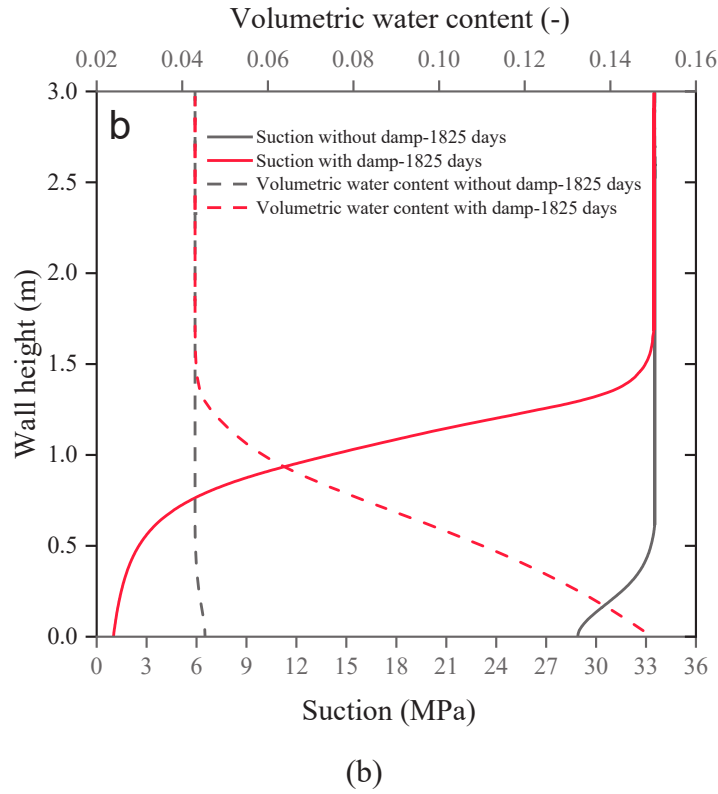 Volumetric water content (-)
0.02 0.04 0.06 0.08 0.10 0.12 0.14 0.16
b
Suction without damp-1825 days
Suction with damp-1825 days
Volumetric water content without damp-1825 days
Volumetric water content with damp-1825 days
Wall height (m)
3.0
2.5
2.0
1.5
1.0
0.5
0.0
0 3 6 9 12 15 18 21 24 27 30 33 36
Suction (MPa)
(b)